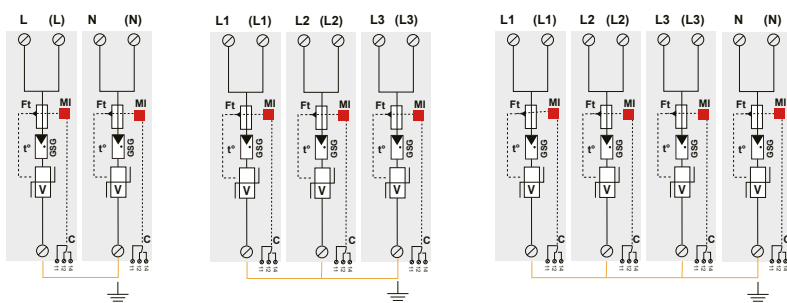 L (L) N (N)
L1 (L1) L2 (L2) L3 (L3)
L1 (L1) L2 (L2) L3 (L3) N (N)
Ft MI Ft MI
Ft MI Ft MI Ft MI
Ft MI Ft MI Ft MI Ft MI
t° GSG t° GSG
t° GSG t° GSG t° GSG
t° GSG t° GSG t° GSG t° GSG
V V
V V V
V V V V
C C
C C C
C C C C
11 12 14 11 12 14
11 12 14 11 12 14 11 12 14
11 12 14 11 12 14 11 12 14 11 12 14